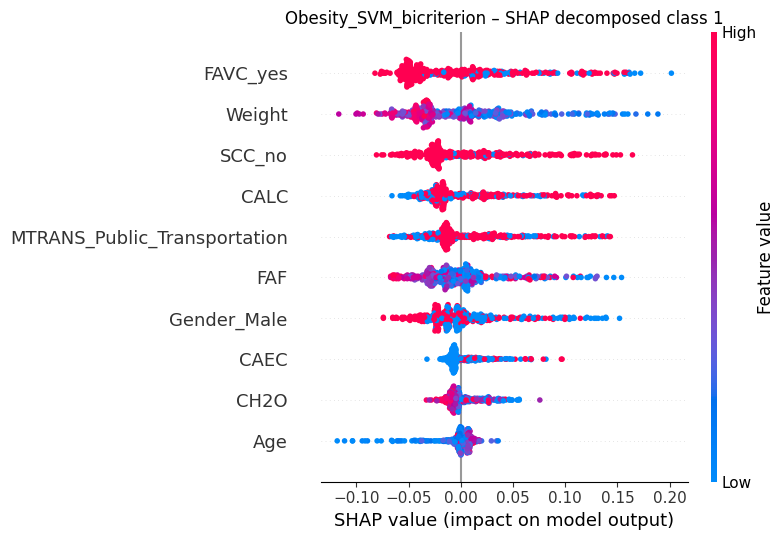 Obesity_SVM_bicriterion – SHAP decomposed class 1
High
FAVC_yes
Weight
SCC_no
CALC
MTRANS_Public_Transportation
FAF
Gender_Male
CAEC
CH2O
Age
Feature value
Low
−0.10 −0.05 0.00 0.05 0.10 0.15 0.20
SHAP value (impact on model output)